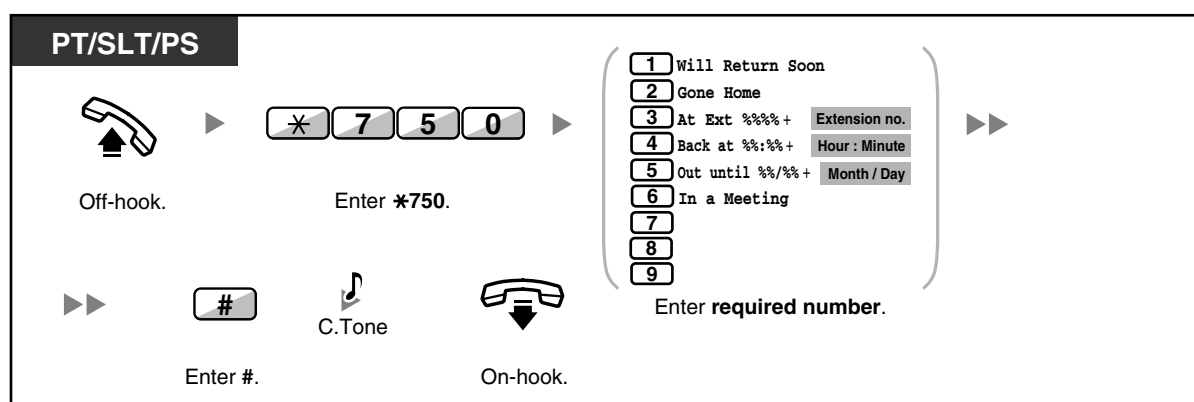 PT/SLT/PS
Off-hook.
* 7 5 0
Enter *750.
1 Will Return Soon
2 Gone Home
3 At Ext %%%% + Extension no.
4 Back at %%:%% + Hour : Minute
5 Out until %%/%% + Month / Day
6 In a Meeting
7
8
9
Enter required number.
#
Enter #.
C.Tone
On-hook.